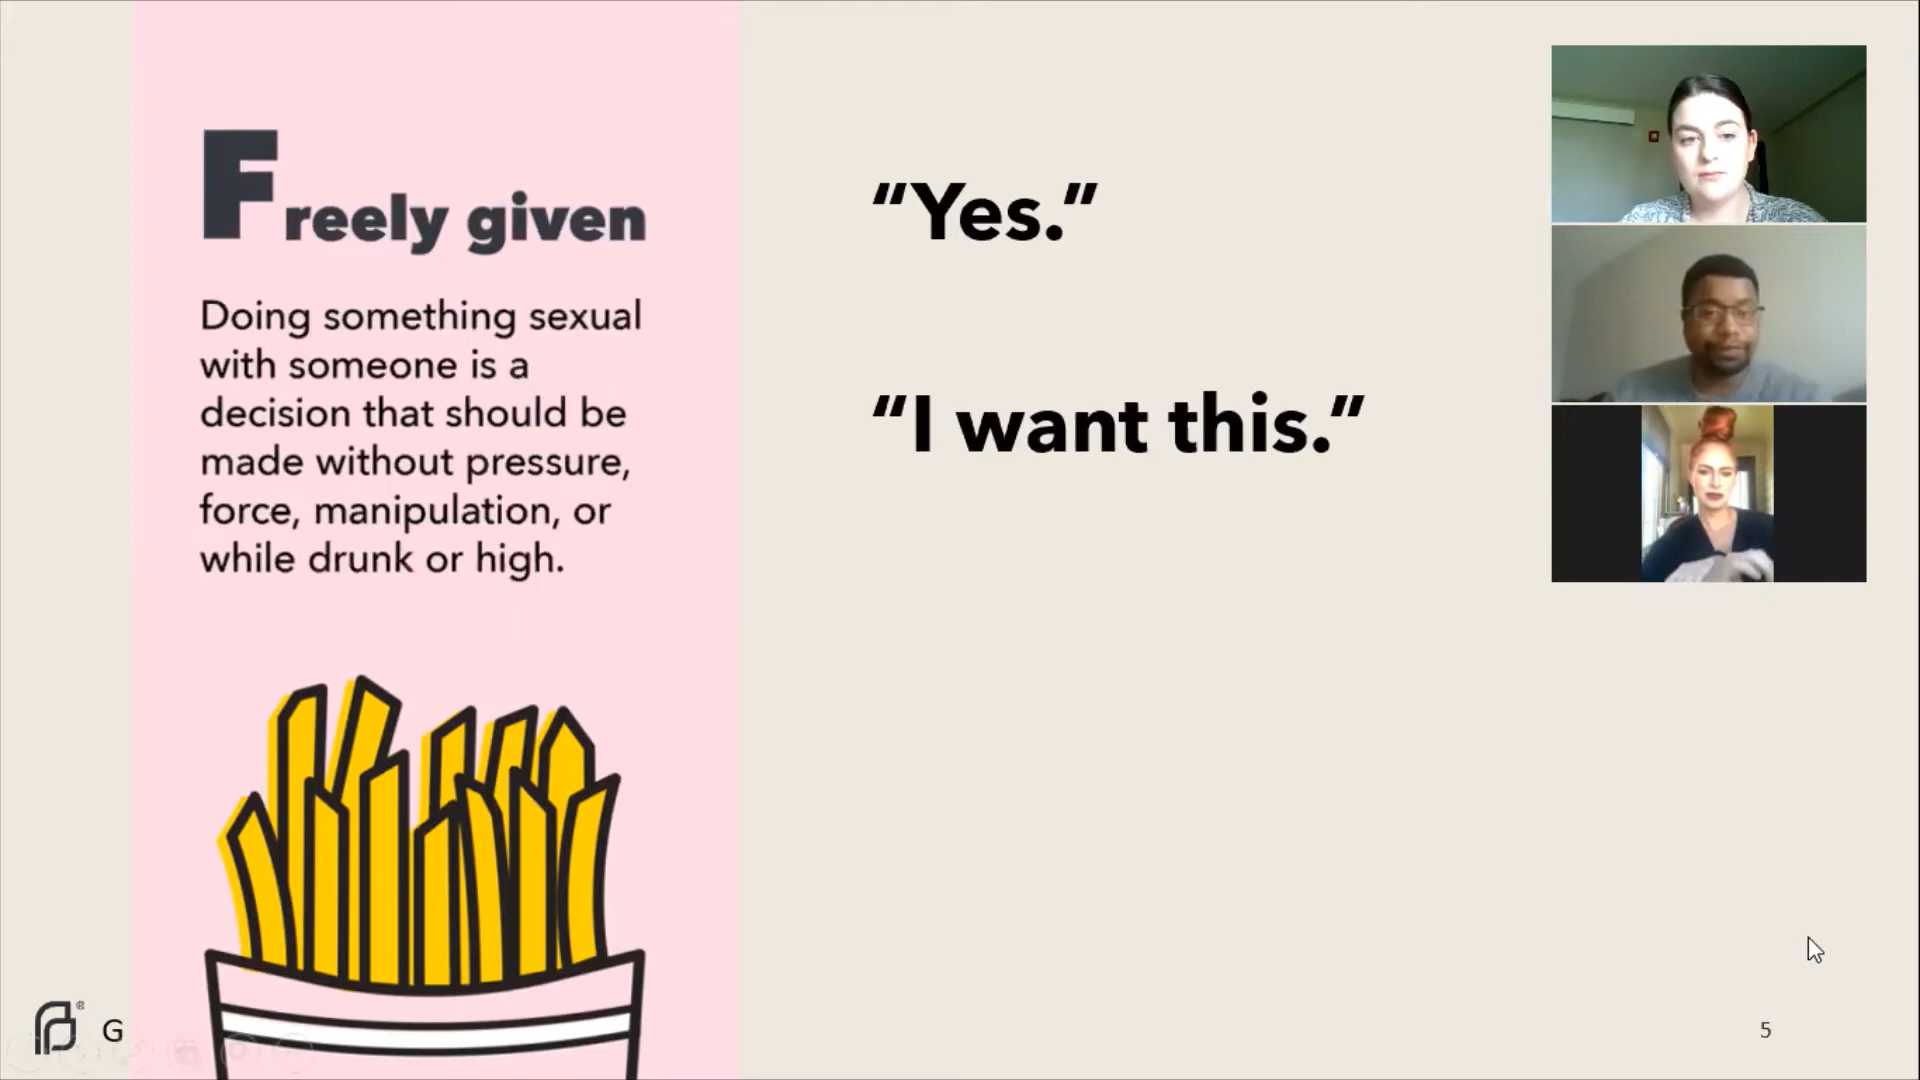 Freely given
Doing something sexual
with someone is a
decision that should be
made without pressure,
force, manipulation, or
while drunk or high.
“Yes.”
“I want this.”
®
G
5